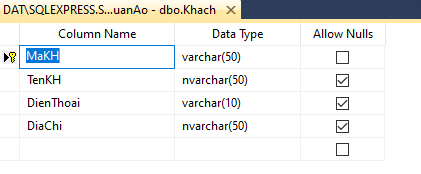 DAT\SQLEXPRESS.S...uanAo - dbo.Khach
Column Name Data Type Allow Nulls
MaKH varchar(50)
TenKH nvarchar(50)
DienThoai varchar(10)
DiaChi nvarchar(50)